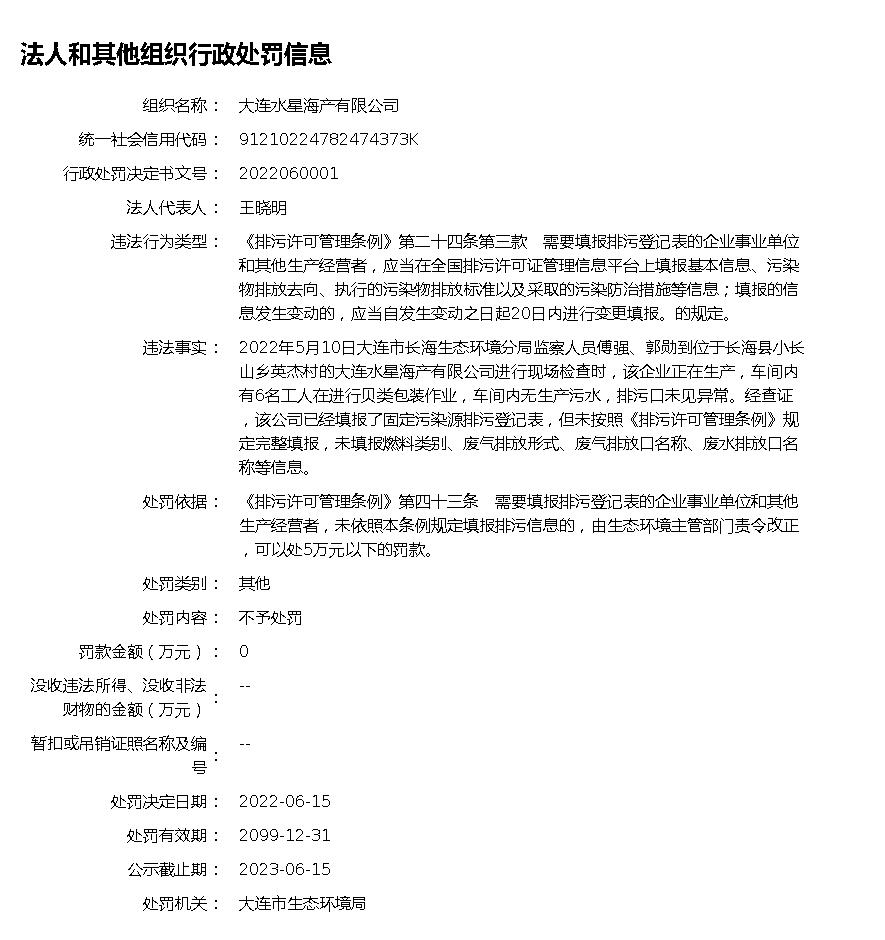 法人和其他组织行政处罚信息
组织名称： 大连水星海产有限公司
统一社会信用代码： 91210224782474373K
行政处罚决定书文号： 2022060001
法人代表人： 王晓明
违法行为类型： 《排污许可管理条例》第二十四条第三款　需要填报排污登记表的企业事业单位
和其他生产经营者，应当在全国排污许可证管理信息平台上填报基本信息、污染
物排放去向、执行的污染物排放标准以及采取的污染防治措施等信息；填报的信
息发生变动的，应当自发生变动之日起20日内进行变更填报。的规定。
违法事实： 2022年5月10日大连市长海生态环境分局监察人员傅强、郭勋到位于长海县小长
山乡英杰村的大连水星海产有限公司进行现场检查时，该企业正在生产，车间内
有6名工人在进行贝类包装作业，车间内无生产污水，排污口未见异常。经查证
，该公司已经填报了固定污染源排污登记表，但未按照《排污许可管理条例》规
定完整填报，未填报燃料类别、废气排放形式、废气排放口名称、废水排放口名
称等信息。
处罚依据： 《排污许可管理条例》第四十三条　需要填报排污登记表的企业事业单位和其他
生产经营者，未依照本条例规定填报排污信息的，由生态环境主管部门责令改正
，可以处5万元以下的罚款。
处罚类别： 其他
处罚内容： 不予处罚
罚款金额（万元）： 0
没收违法所得、没收非法
财物的金额（万元）： --
暂扣或吊销证照名称及编
号： --
处罚决定日期： 2022-06-15
处罚有效期： 2099-12-31
公示截止期： 2023-06-15
处罚机关： 大连市生态环境局